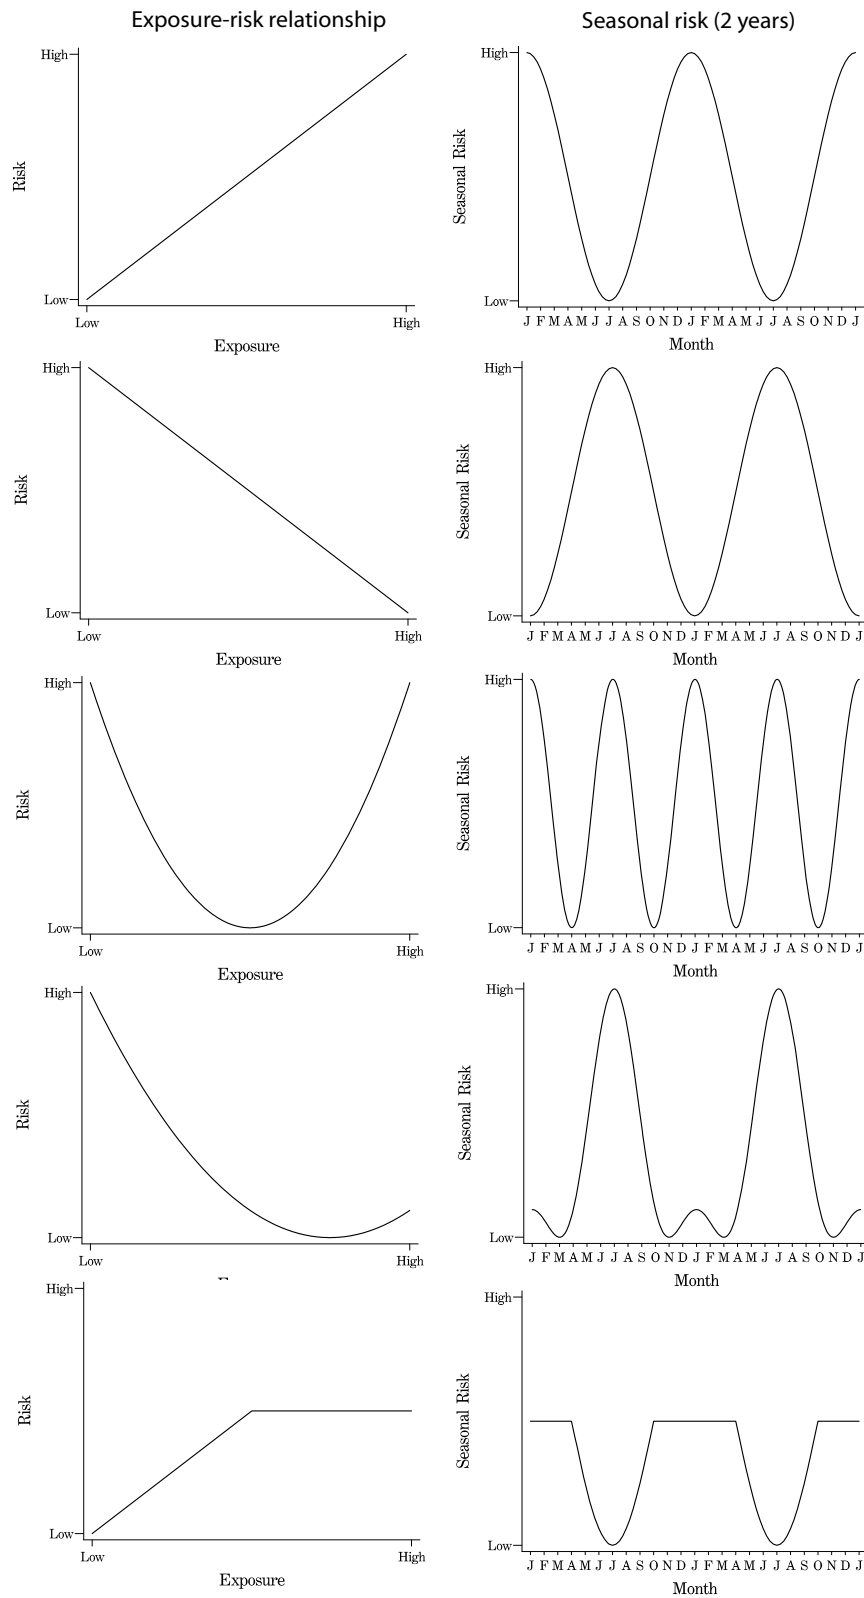 Exposure-risk relationship
Seasonal risk (2 years)
High
Risk
Low
Low High
Exposure
High
Seasonal Risk
Low
J F M A M J J A S O N D J F M A M J J A S O N D J
Month
High
Risk
Low
Low High
Exposure
High
Seasonal Risk
Low
J F M A M J J A S O N D J F M A M J J A S O N D J
Month
High
Risk
Low
Low High
Exposure
High
Seasonal Risk
Low
J F M A M J J A S O N D J F M A M J J A S O N D J
Month
High
Risk
Low
Low High
High
Seasonal Risk
Low
J F M A M J J A S O N D J F M A M J J A S O N D J
Month
High
Risk
Low
Low High
Exposure
High
Seasonal Risk
Low
J F M A M J J A S O N D J F M A M J J A S O N D J
Month